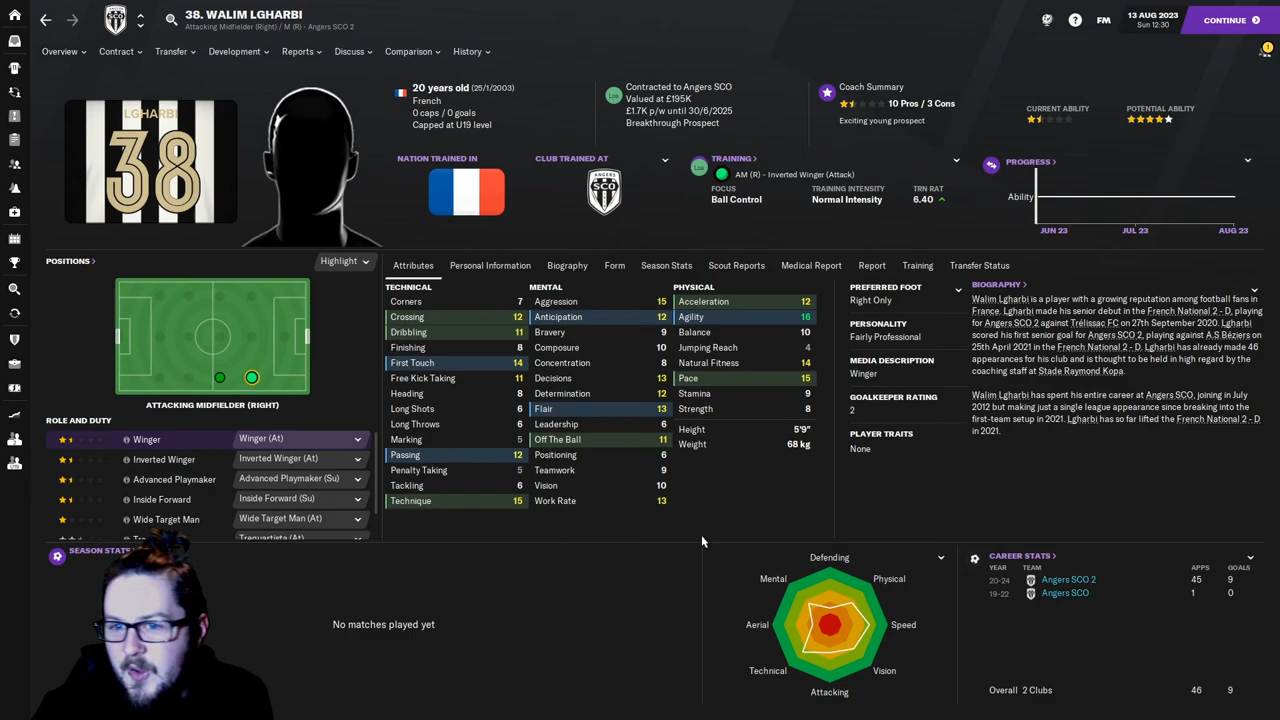 38. WALIM LGHARBI
Attacking Midfielder (Right) / M (R) - Angers SCO 2
FM
13 AUG 2023
Sun 12:30
CONTINUE
1
Overview
Contract
Transfer
Development
Reports
Discuss
Comparison
History
LGHARBI
38
20 years old (25/1/2003)
French
0 caps / 0 goals
Capped at U19 level
Loa
Contracted to Angers SCO
Valued at £195K
£1.7K p/w until 30/6/2025
Breakthrough Prospect
Coach Summary
10 Pros / 3 Cons
Exciting young prospect
CURRENT ABILITY
POTENTIAL ABILITY
NATION TRAINED IN
CLUB TRAINED AT
ANGERS
SCO
Loa
TRAINING
AM (R) - Inverted Winger (Attack)
FOCUS
Ball Control
TRAINING INTENSITY
Normal Intensity
TRN RAT
6.40
PROGRESS
Ability
JUN 23
JUL 23
AUG 23
POSITIONS
Highlight
ATTACKING MIDFIELDER (RIGHT)
ROLE AND DUTY
Winger Winger (At)
Inverted Winger Inverted Winger (At)
Advanced Playmaker Advanced Playmaker (Su)
Inside Forward Inside Forward (Su)
Wide Target Man Wide Target Man (At)
Attributes
Personal Information
Biography
Form
Season Stats
Scout Reports
Medical Report
Report
Training
Transfer Status
TECHNICAL
Corners 7
Crossing 12
Dribbling 11
Finishing 8
First Touch 14
Free Kick Taking 11
Heading 8
Long Shots 6
Long Throws 6
Marking 5
Passing 12
Penalty Taking 5
Tackling 6
Technique 15
MENTAL
Aggression 15
Anticipation 12
Bravery 9
Composure 10
Concentration 8
Decisions 13
Determination 12
Flair 13
Leadership 6
Off The Ball 11
Positioning 6
Teamwork 9
Vision 10
Work Rate 13
PHYSICAL
Acceleration 12
Agility 16
Balance 10
Jumping Reach 4
Natural Fitness 14
Pace 15
Stamina 9
Strength 8
Height 5'9"
Weight 68 kg
PREFERRED FOOT
Right Only
PERSONALITY
Fairly Professional
MEDIA DESCRIPTION
Winger
GOALKEEPER RATING
2
PLAYER TRAITS
None
BIOGRAPHY
Walim Lgharbi is a player with a growing reputation among football fans in
France. Lgharbi made his senior debut in the French National 2 - D, playing
for Angers SCO 2 against Trélissac FC on 27th September 2020. Lgharbi
scored his first senior goal for Angers SCO 2, playing against A.S Béziers on
25th April 2021 in the French National 2 - D. Lgharbi has made 46
appearances for his club and is thought to be held in high regard by the
coaching staff at Stade Raymond Kopa.
Walim Lgharbi has spent his entire career at Angers SCO, joining in July
2012 but making just a single league appearance since breaking into the
first-team setup in 2021. Lgharbi has so far lifted the French National 2 - D
in 2021.
SEASON STATS
No matches played yet
Defending
Physical
Speed
Vision
Attacking
Technical
Aerial
Mental
CAREER STATS
YEAR TEAM APPS GOALS
20-24 Angers SCO 2 45 9
19-22 Angers SCO 1 0
Overall 2 Clubs 46 9